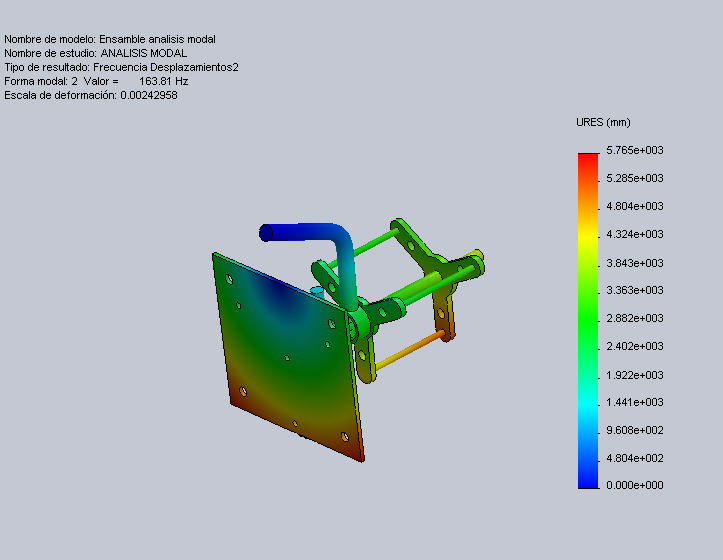 Nombre de modelo: Ensamble analisis modal
Nombre de estudio: ANALISIS MODAL
Tipo de resultado: Frecuencia Desplazamientos2
Forma modal: 2 Valor = 163.81 Hz
Escala de deformación: 0.00242958
URES (mm)
5.765e+003
5.285e+003
4.804e+003
4.324e+003
3.843e+003
3.363e+003
2.882e+003
2.402e+003
1.922e+003
1.441e+003
9.608e+002
4.804e+002
0.000e+000